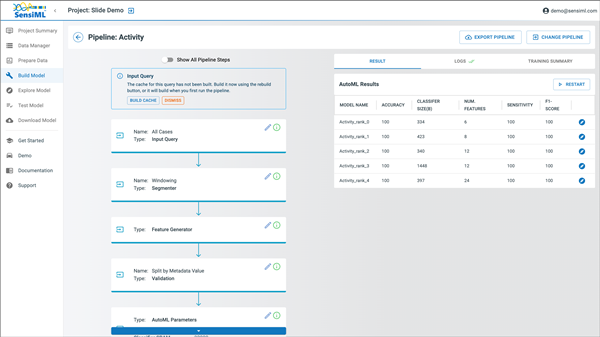 SensiML
Project: Slide Demo
demo@sensiml.com
Project Summary
Data Manager
Prepare Data
Build Model
Explore Model
Test Model
Download Model
Get Started
Demo
Documentation
Support
Pipeline: Activity
EXPORT PIPELINE
CHANGE PIPELINE
Show All Pipeline Steps
Input Query
The cache for this query has not been built. Build it now using the rebuild
button, or it will build when you first run the pipeline.
BUILD CACHE
DISMISS
Name: All Cases
Type: Input Query
Name: Windowing
Type: Segmenter
Type: Feature Generator
Name: Split by Metadata Value
Type: Validation
Type: AutoML Parameters
RESULT
LOGS
TRAINING SUMMARY
AutoML Results
RESTART
MODEL NAME ACCURACY CLASSIFER SIZE(B) NUM. FEATURES SENSITIVITY F1-SCORE
Activity_rank_0 100 334 6 100 100
Activity_rank_1 100 423 8 100 100
Activity_rank_2 100 340 12 100 100
Activity_rank_3 100 1448 12 100 100
Activity_rank_4 100 397 24 100 100